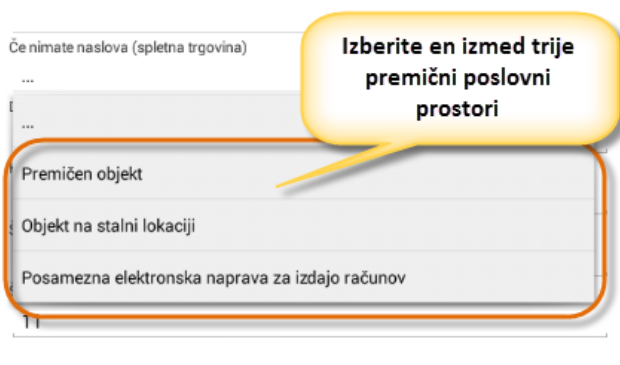 Če nimate naslova (spletna trgovina)
Izberite en izmed trije
premični poslovni
prostori
...
...
Premičen objekt
Objekt na stalni lokaciji
Posamezna elektronska naprava za izdajo računov
11